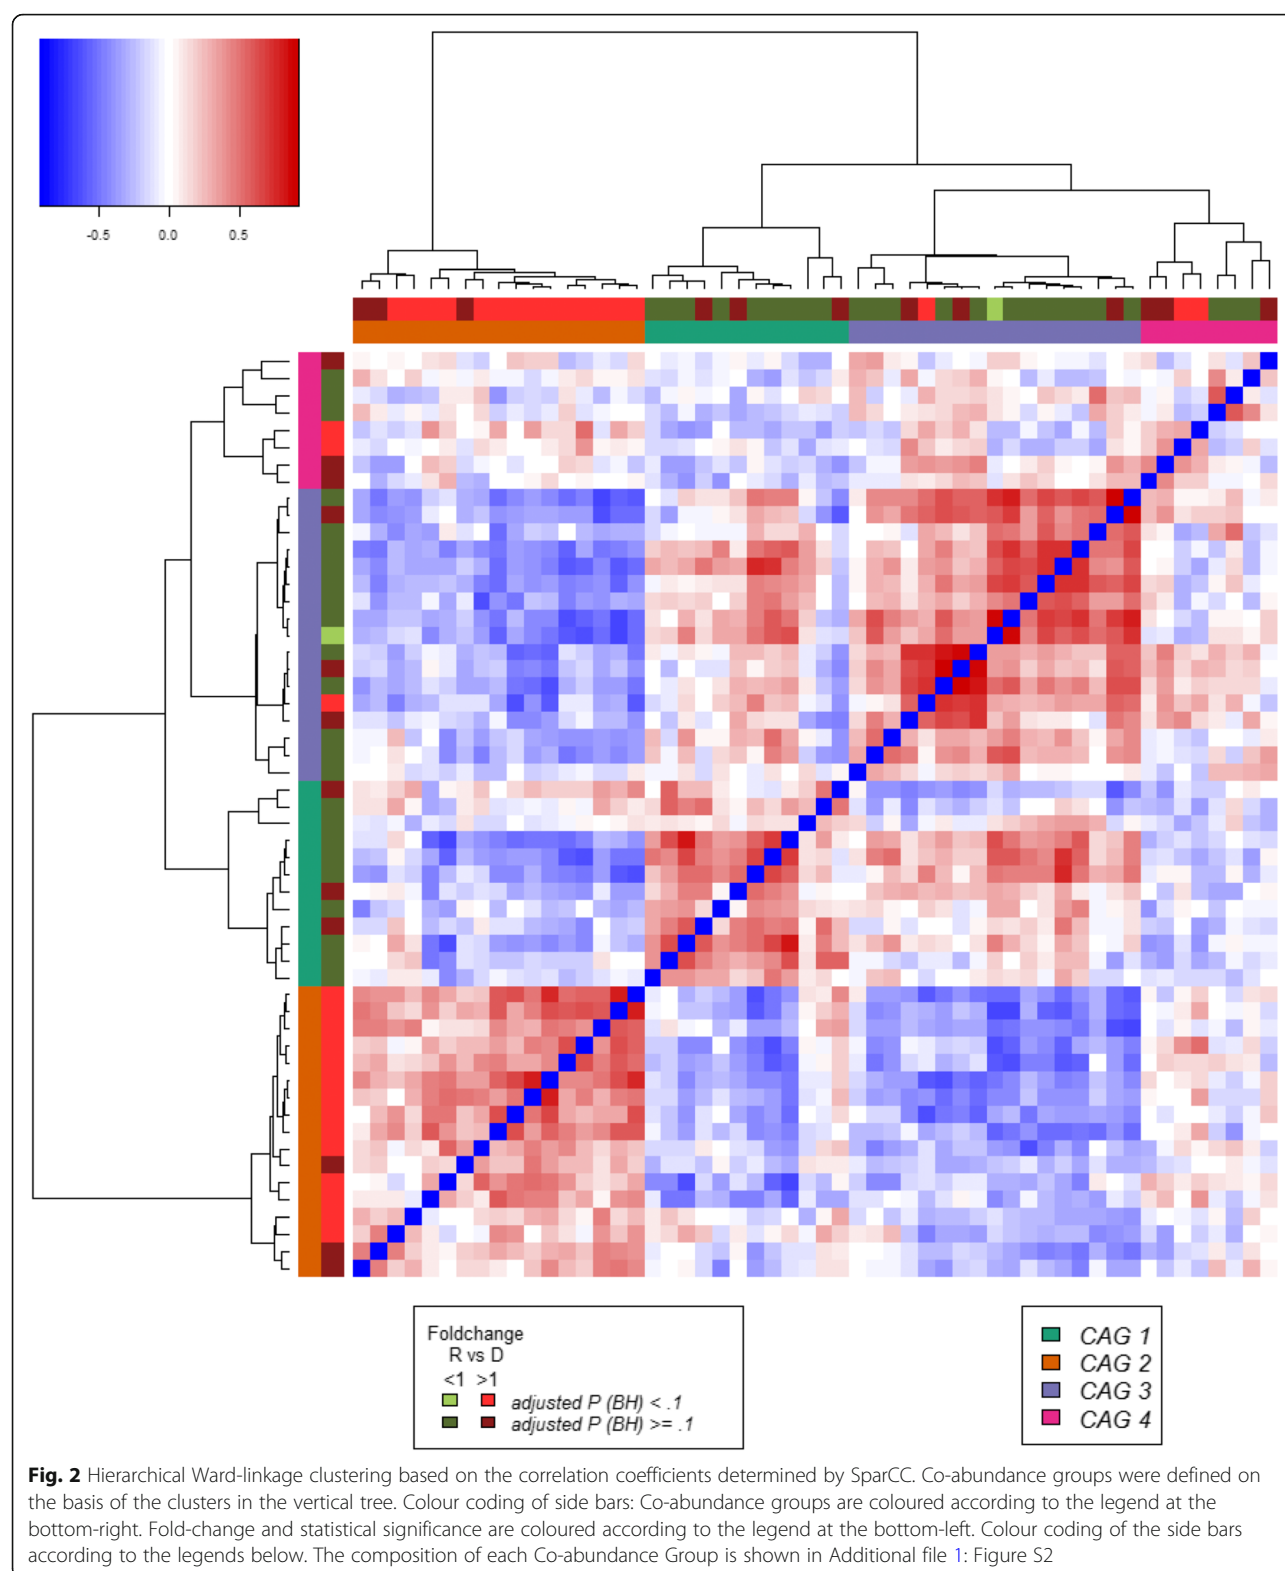 -0.5 0.0 0.5
Foldchange
R vs D
<1 >1
adjusted P (BH) < .1
adjusted P (BH) >= .1
CAG 1
CAG 2
CAG 3
CAG 4
Fig. 2 Hierarchical Ward-linkage clustering based on the correlation coefficients determined by SparCC. Co-abundance groups were defined on
the basis of the clusters in the vertical tree. Colour coding of side bars: Co-abundance groups are coloured according to the legend at the
bottom-right. Fold-change and statistical significance are coloured according to the legend at the bottom-left. Colour coding of the side bars
according to the legends below. The composition of each Co-abundance Group is shown in Additional file 1: Figure S2